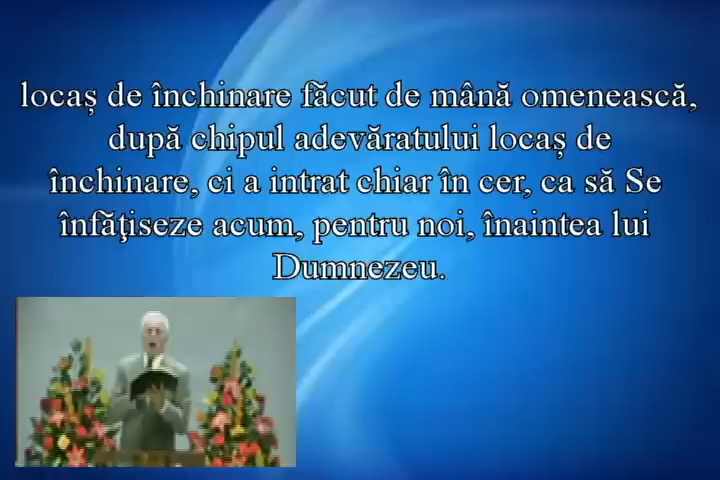 locaș de închinare făcut de mână omenească,
după chipul adevăratului locaș de
închinare, ci a intrat chiar în cer, ca să Se
înfăţiseze acum, pentru noi, înaintea lui
Dumnezeu.